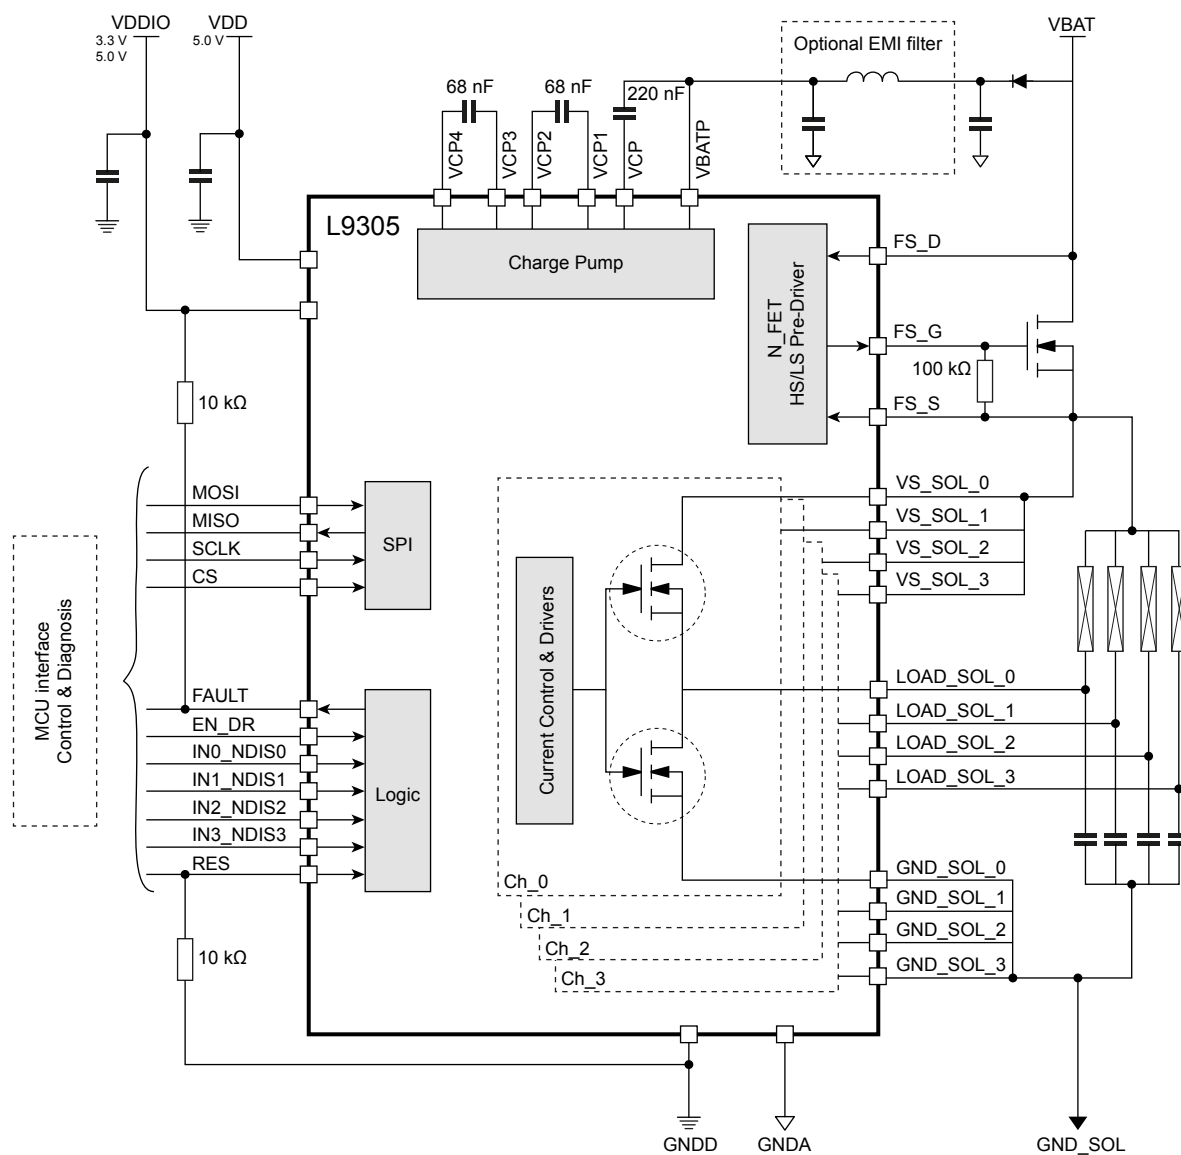 VDDIO
3.3 V
5.0 V
VDD
5.0 V
VBAT
Optional EMI filter
68 nF
68 nF
220 nF
VCP4
VCP3
VCP2
VCP1
VCP
VBATP
L9305
Charge Pump
N_FET
HS/LS Pre-Driver
FS_D
FS_G
100 kΩ
FS_S
10 kΩ
MCU interface
Control & Diagnosis
MOSI
MISO
SCLK
CS
SPI
FAULT
EN_DR
IN0_NDIS0
IN1_NDIS1
IN2_NDIS2
IN3_NDIS3
RES
Logic
10 kΩ
Current Control & Drivers
Ch_0
Ch_1
Ch_2
Ch_3
VS_SOL_0
VS_SOL_1
VS_SOL_2
VS_SOL_3
LOAD_SOL_0
LOAD_SOL_1
LOAD_SOL_2
LOAD_SOL_3
GND_SOL_0
GND_SOL_1
GND_SOL_2
GND_SOL_3
GNDD
GNDA
GND_SOL